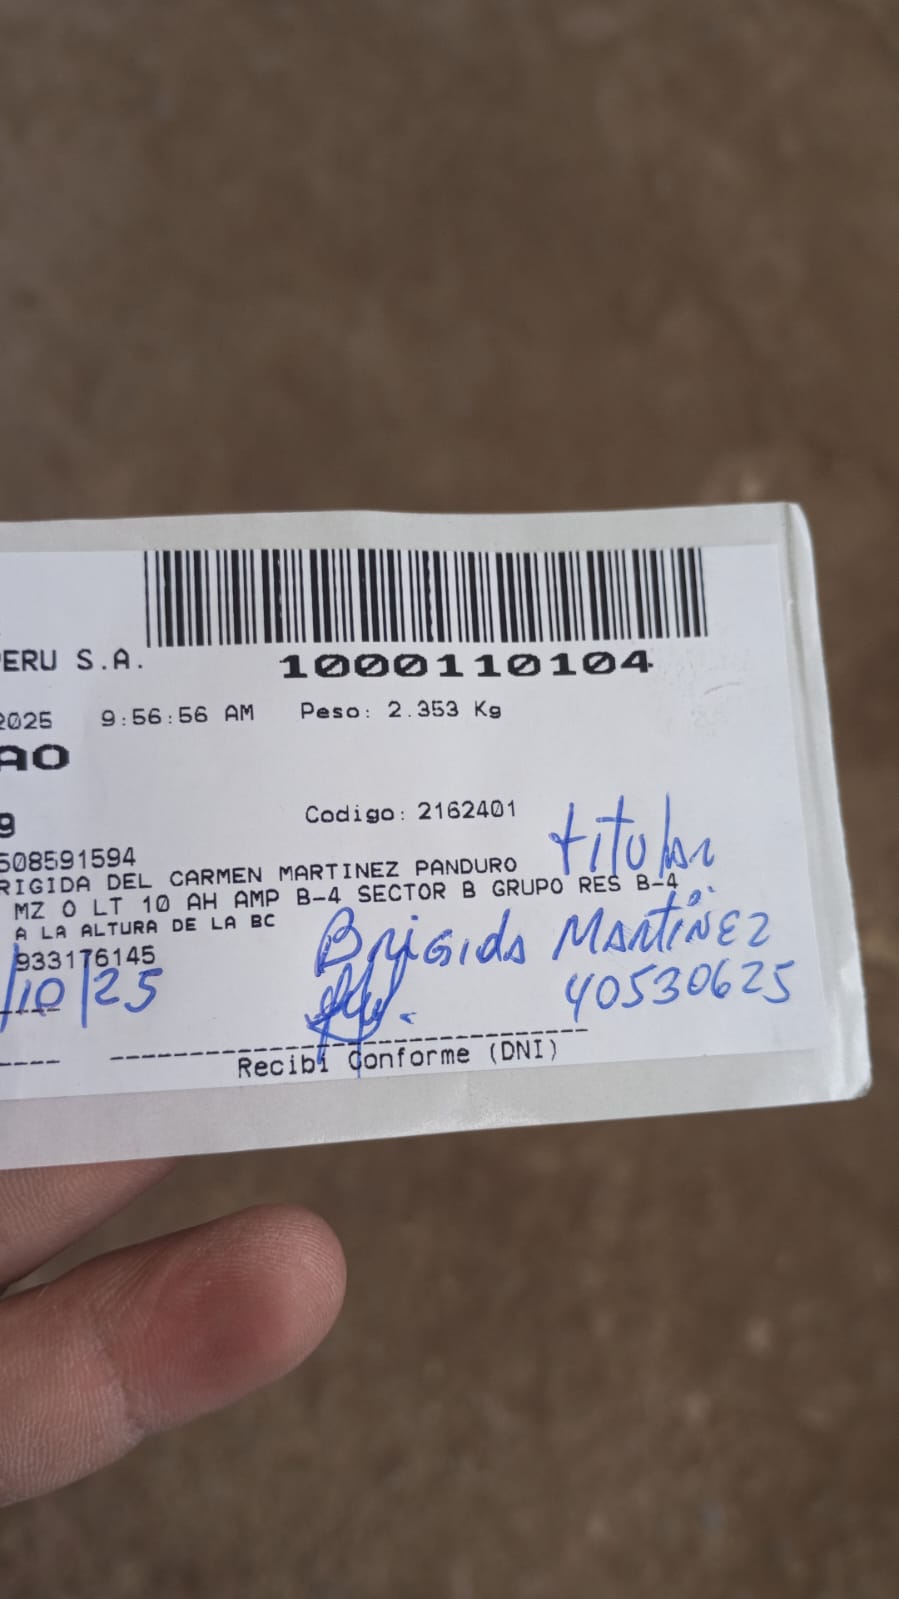 PERU S.A.
1000110104
2025 9:56:56 AM Peso: 2.353 Kg
AO
9
Codigo: 2162401
508591594
titular
RIGIDA DEL CARMEN MARTINEZ PANDURO
MZ O LT 10 AH AMP B-4 SECTOR B GRUPO RES B-4
A LA ALTURA DE LA BC
Brigida Martinez
933176145
/10/25
40530625
Recibi Conforme (DNI)